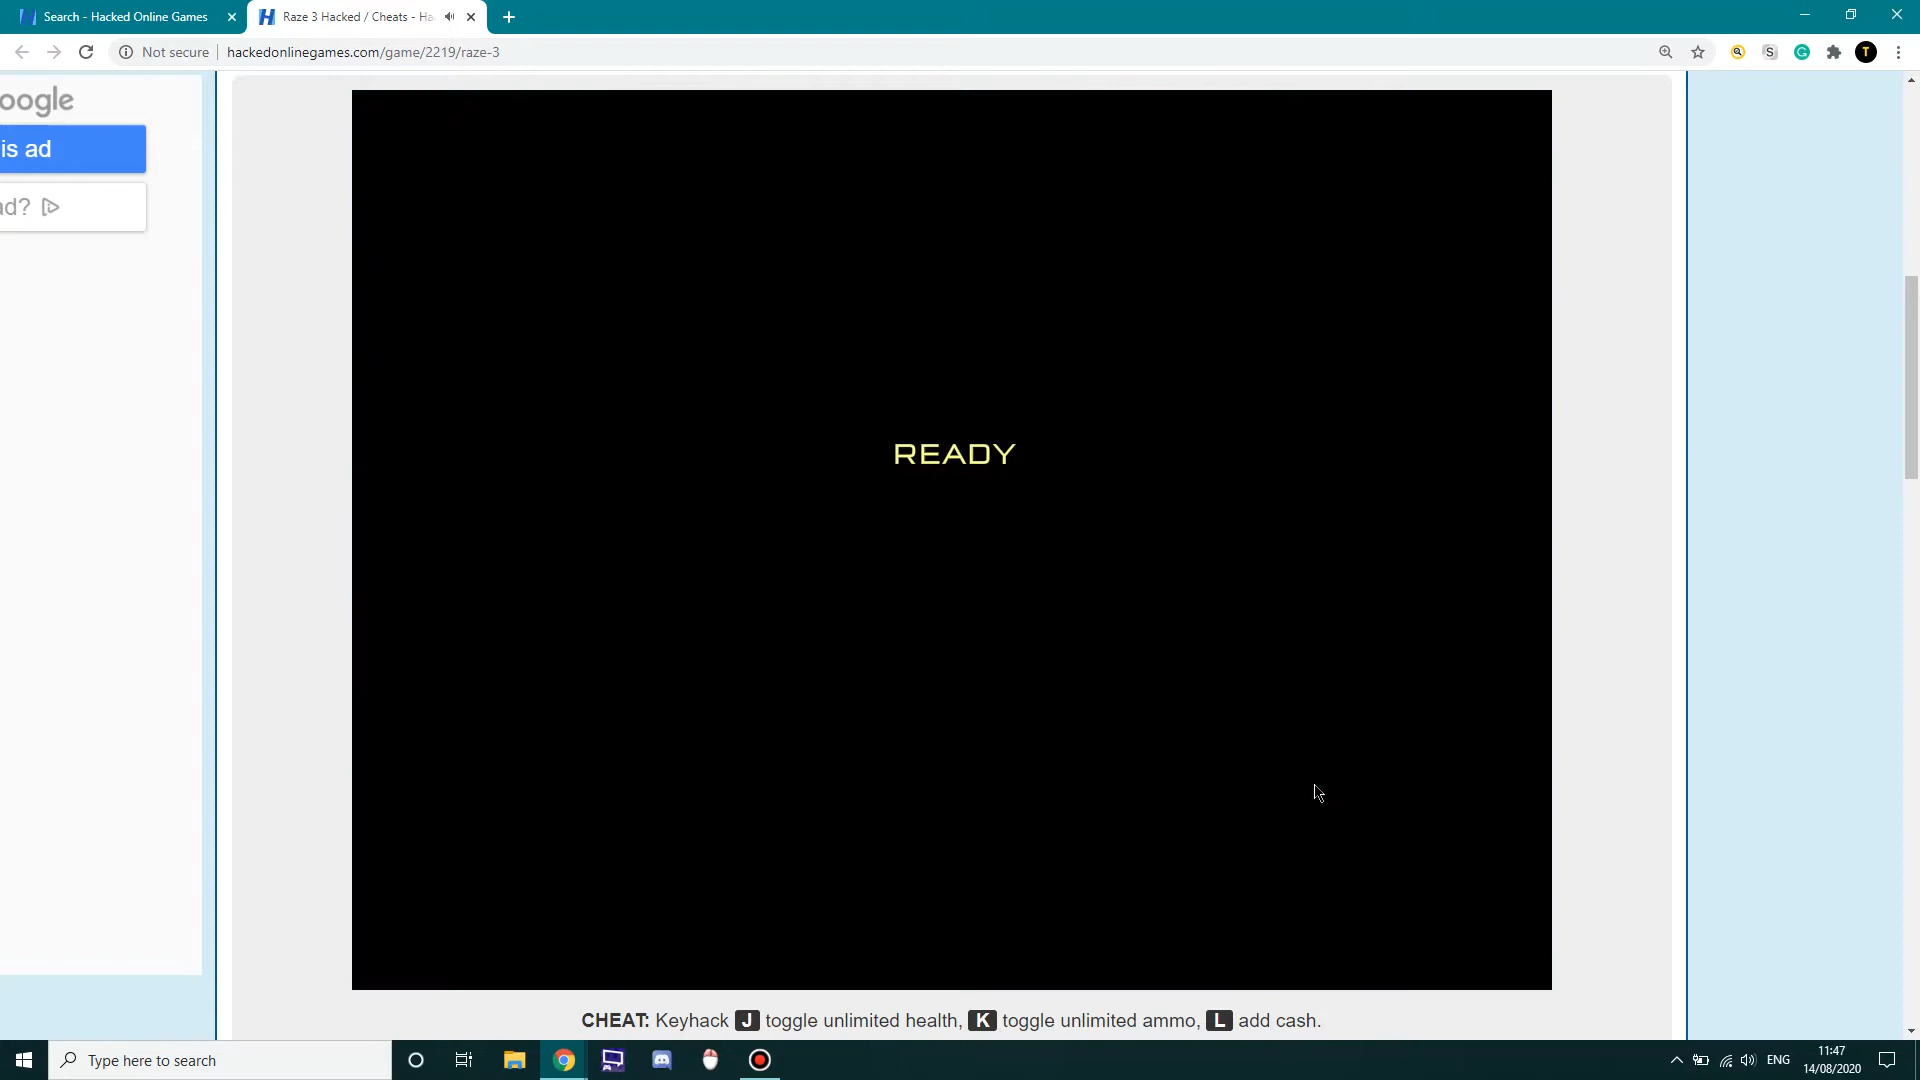 Search - Hacked Online Games
Raze 3 Hacked / Cheats - Ha
Not secure
hackedonlinegames.com/game/2219/raze-3
S
G
T
oogle
is ad
ad?
READY
CHEAT: Keyhack J toggle unlimited health, K toggle unlimited ammo, L add cash.
Type here to search
ENG
11:47
14/08/2020